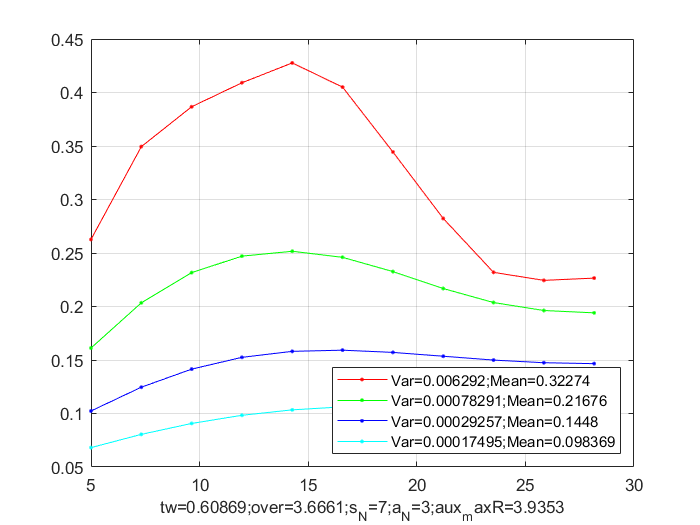 0.45
0.4
0.35
0.3
0.25
0.2
0.15
0.1
0.05
5 10 15 20 25 30
Var=0.006292;Mean=0.32274
Var=0.00078291;Mean=0.21676
Var=0.00029257;Mean=0.1448
Var=0.00017495;Mean=0.098369
tw=0.60869;over=3.6661;s_N=7;a_N=3;aux_maxR=3.9353